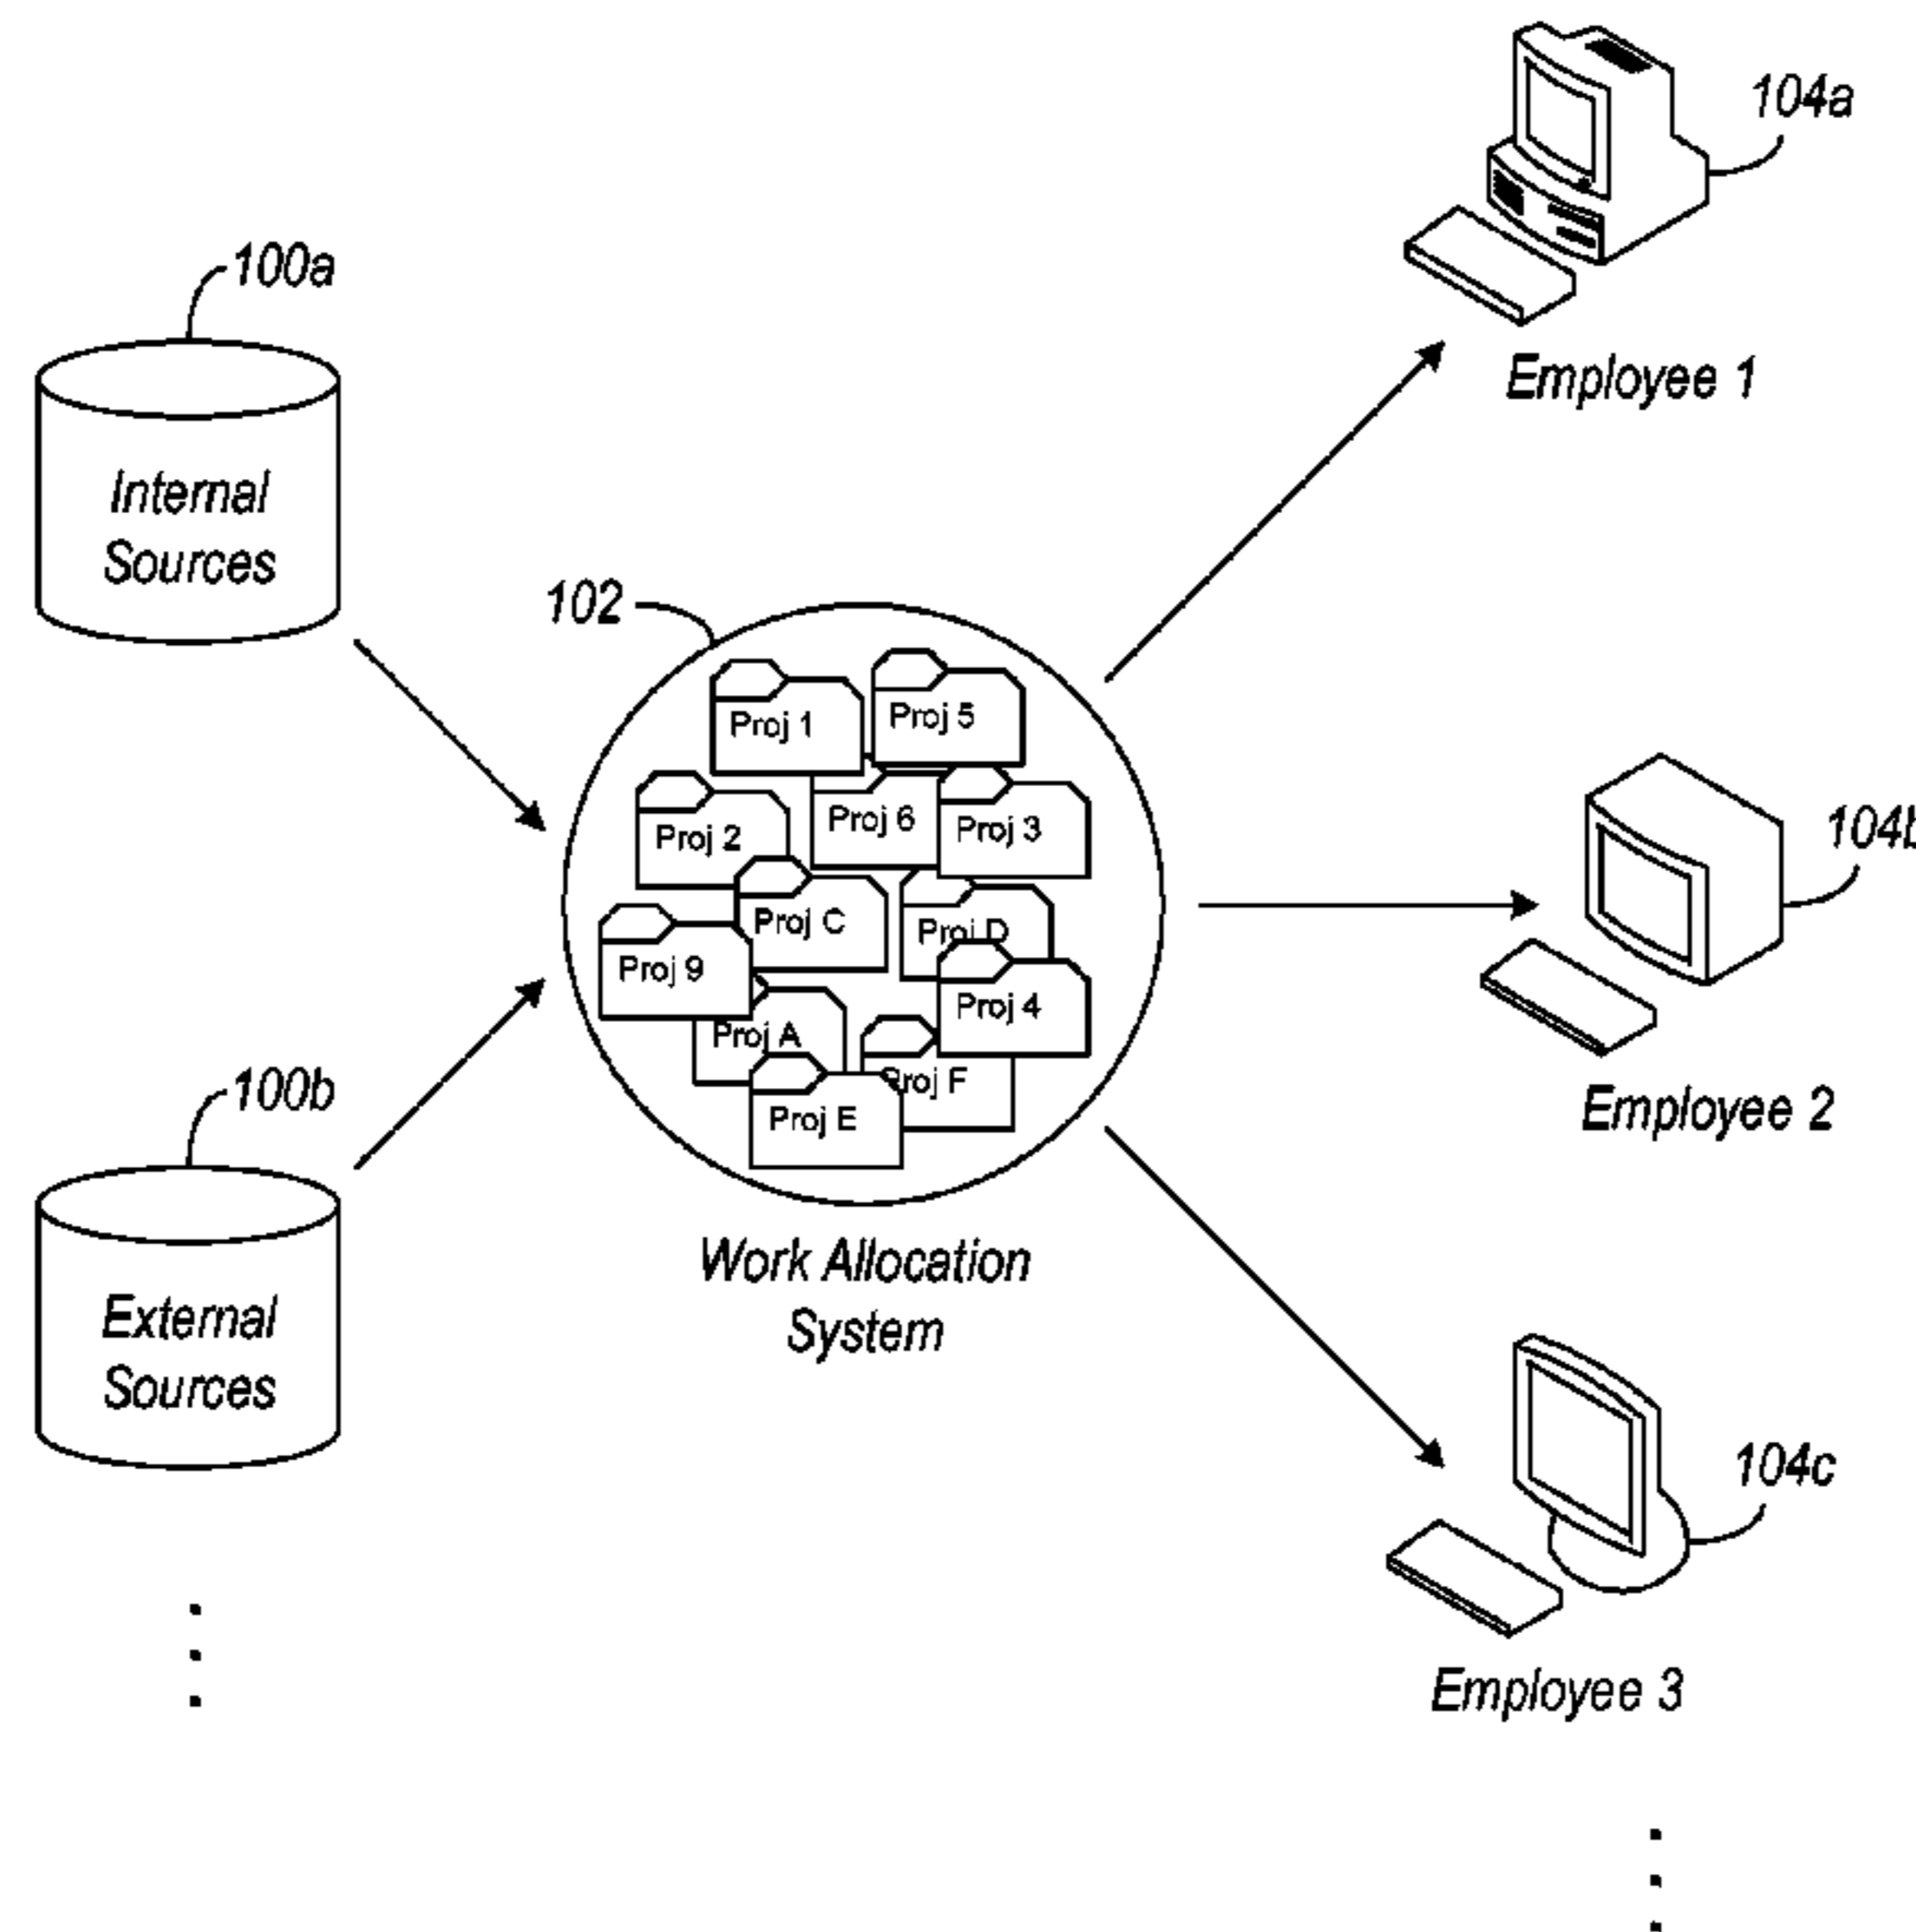 100a
Internal
Sources
100b
External
Sources
102
Proj 1
Proj 5
Proj 2
Proj 6
Proj 3
Proj C
Proj D
Proj 9
Proj 4
Proj A
Proj F
Proj E
Work Allocation
System
104a
Employee 1
104b
Employee 2
104c
Employee 3